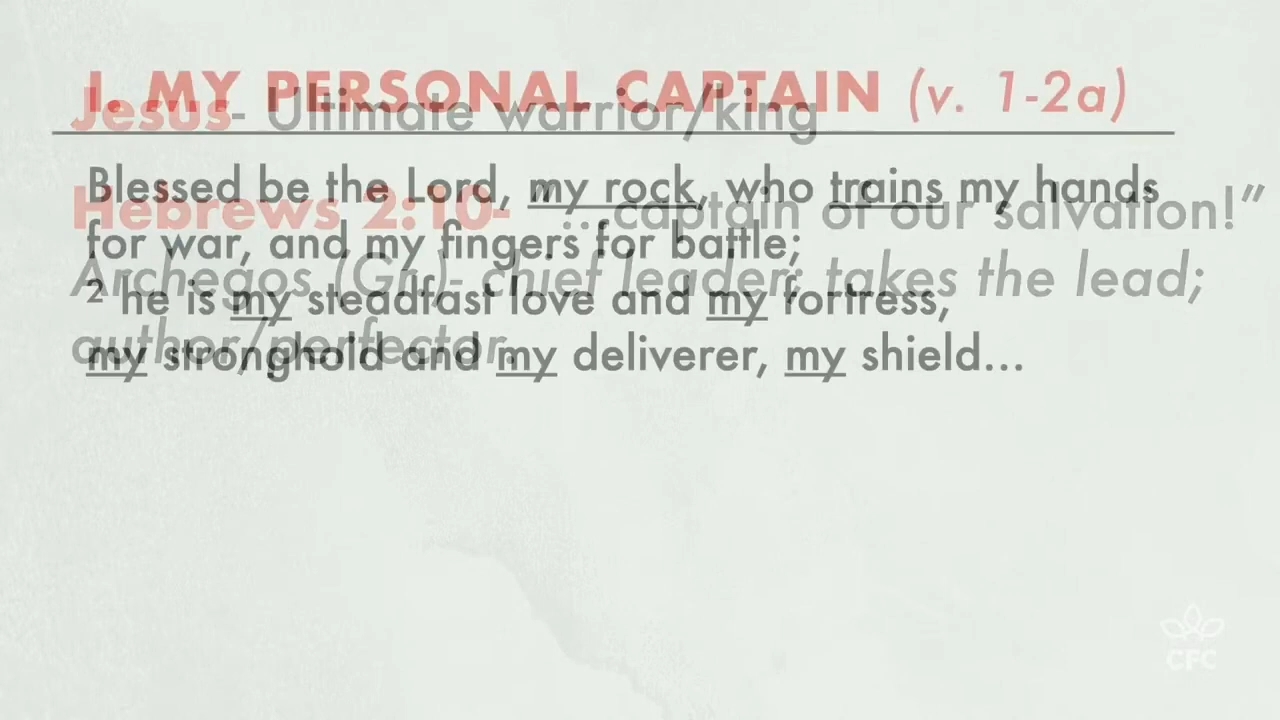 I. MY PERSONAL CAPTAIN (v. 1-2a)
Blessed be the Lord, my rock, who trains my hands
for war, and my fingers for battle;
2 he is my steadfast love and my fortress,
my stronghold and my deliverer, my shield...
Jesus- Ultimate warrior/king
Hebrews 2:10- "...captain of our salvation!"
Archegos (Gr.)- chief leader; takes the lead;
author/perfector.
CFC